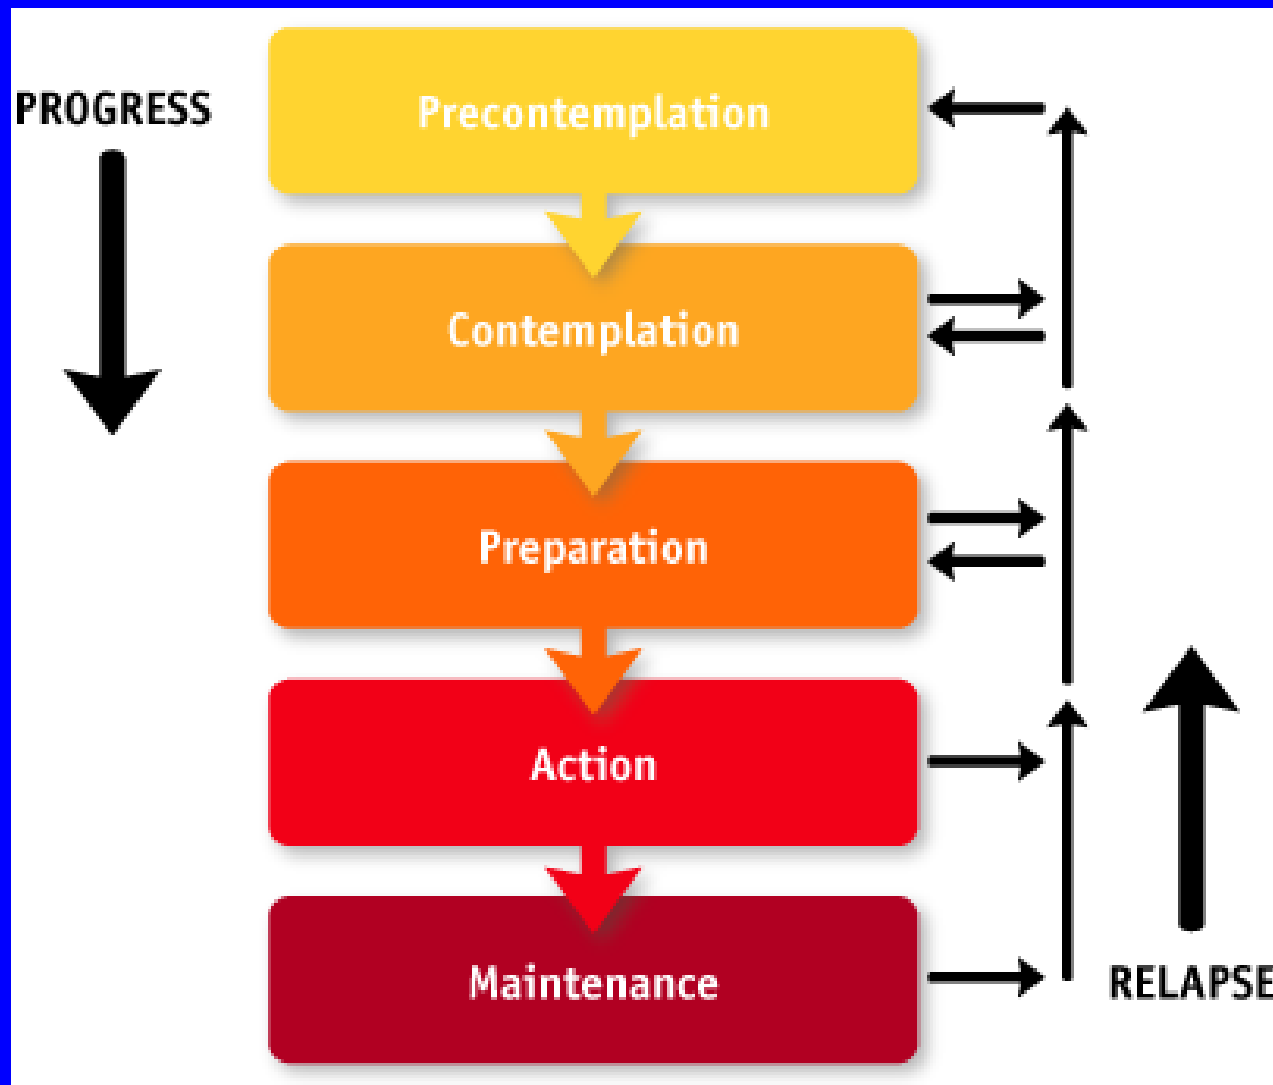 PROGRESS
Precontemplation
Contemplation
Preparation
Action
Maintenance
RELAPSE